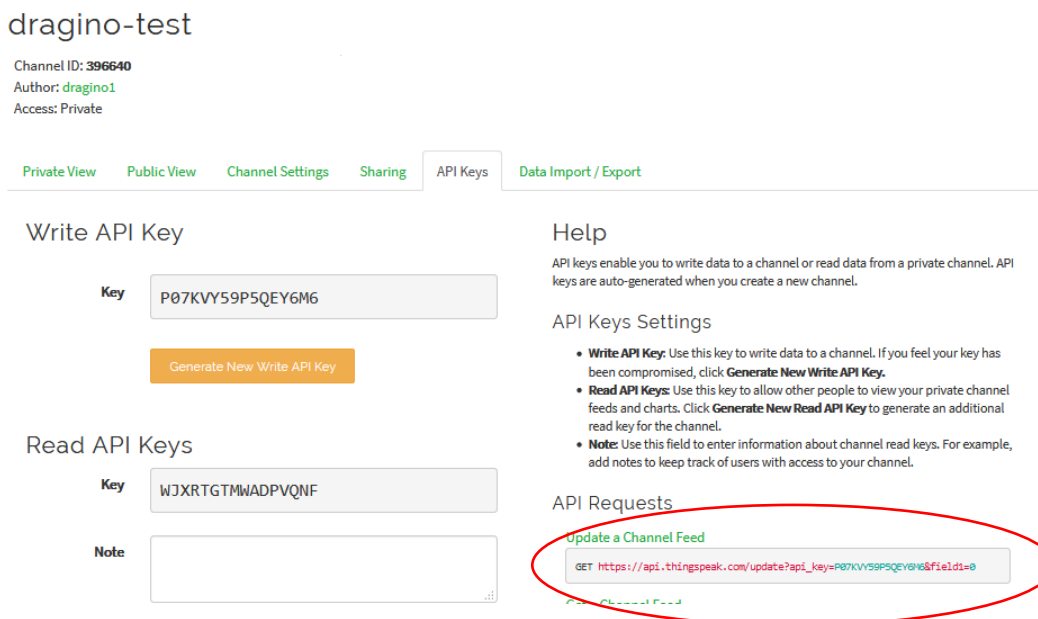 dragino-test
Channel ID: 396640
Author: dragino1
Access: Private
Private View
Public View
Channel Settings
Sharing
API Keys
Data Import / Export
Write API Key
Key
P07KVY59P5QEY6M6
Generate New Write API Key
Read API Keys
Key
WJXRTGTMWADPVQNF
Note
Help
API keys enable you to write data to a channel or read data from a private channel. API
keys are auto-generated when you create a new channel.
API Keys Settings
• Write API Key: Use this key to write data to a channel. If you feel your key has
been compromised, click Generate New Write API Key.
• Read API Keys: Use this key to allow other people to view your private channel
feeds and charts. Click Generate New Read API Key to generate an additional
read key for the channel.
• Note: Use this field to enter information about channel read keys. For example,
add notes to keep track of users with access to your channel.
API Requests
Update a Channel Feed
GET https://api.thingspeak.com/update?api_key=P07KVY59P5QEY6M6&field1=0
Channel Feed